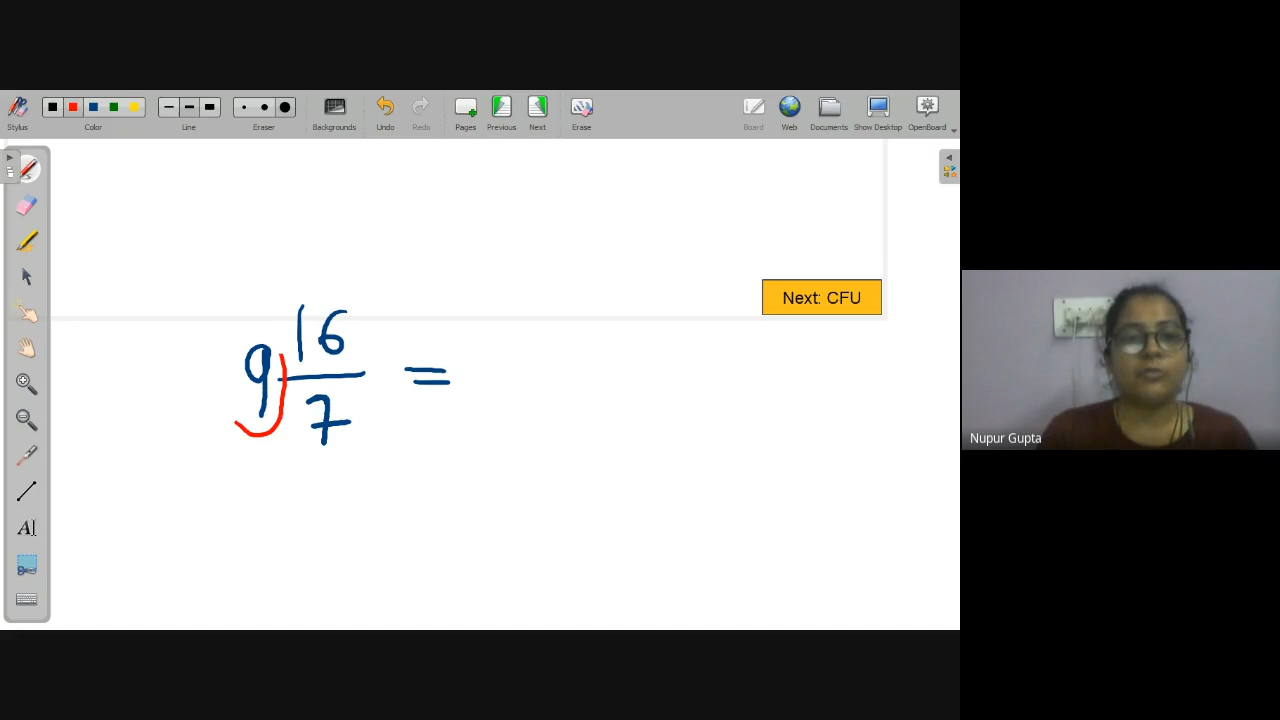 Stylus Color Line Eraser Backgrounds Undo Redo Pages Previous Next Erase Board Web Documents Show Desktop OpenBoard
Next: CFU
9 16/7 =
Nupur Gupta